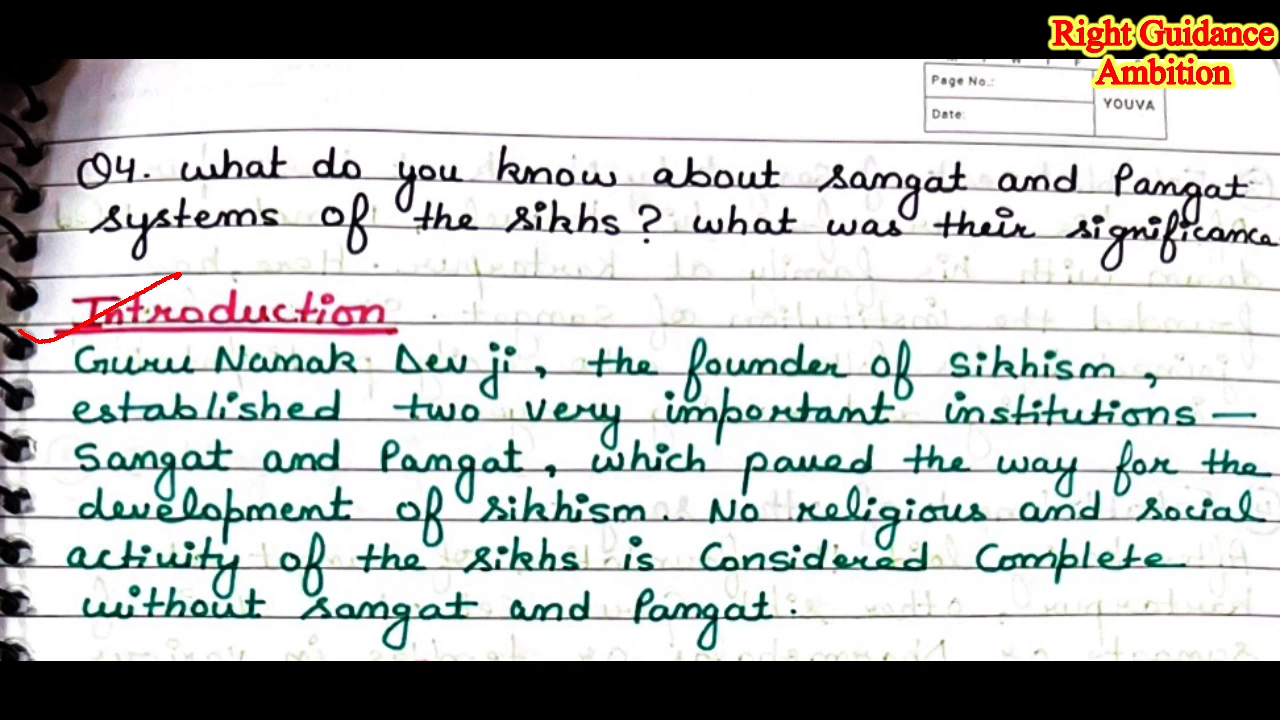 Right Guidance
Ambition
Page No.:
YOUVA
Date:
Q4. what do you know about sangat and Pangat
systems of the sikhs? what was their significance
Introduction
Guru Nanak Dev ji, the founder of sikhism,
established two very important institutions —
Sangat and Pangat, which paved the way for the
development of sikhism. No religious and social
activity of the sikhs is Considered Complete
without sangat and Pangat.